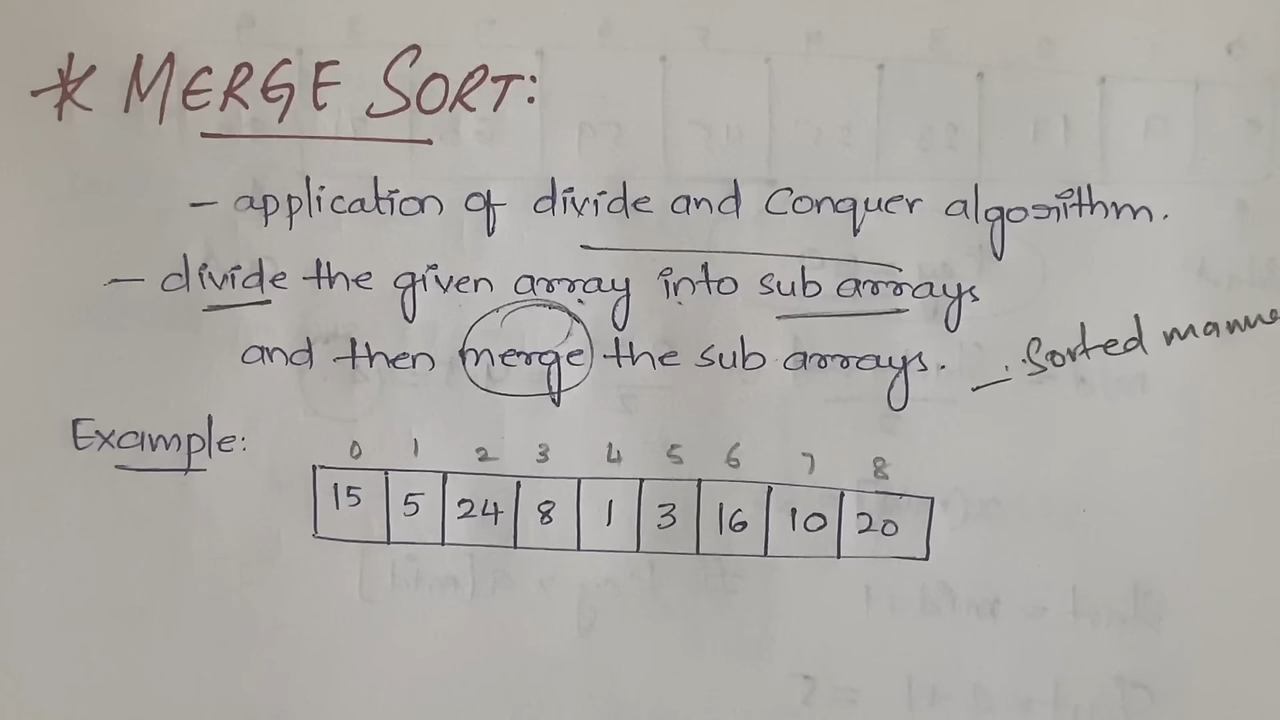 * MERGE SORT:
- application of divide and Conquer algorithm.
- divide the given array into sub arrays
and then merge the sub arrays. - Sorted
Example:
0 1 2 3 4 5 6 7 8
15 5 24 8 1 3 16 10 20